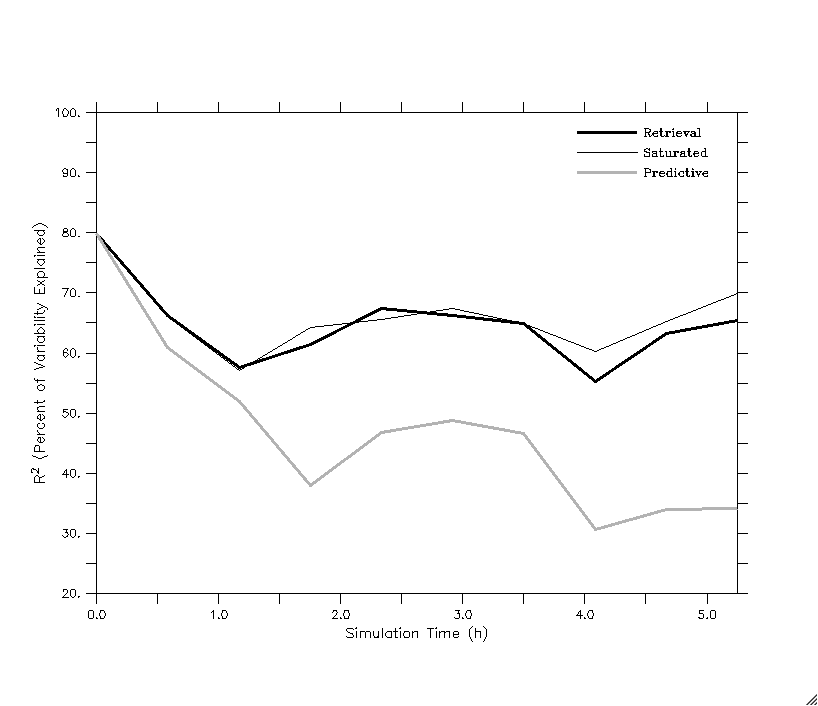 100.
90.
80.
70.
60.
50.
40.
30.
20.
R² (Percent of Variability Explained)
Retrieval
Saturated
Predictive
0.0 1.0 2.0 3.0 4.0 5.0
Simulation Time (h)